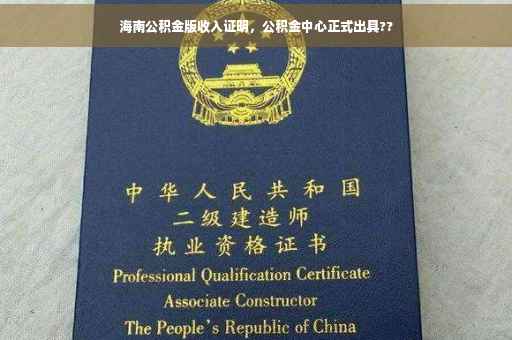 海南公积金版收入证明，公积金中心正式出具??
中华人民共和国
二级建造师
执业资格证书
Professional Qualification Certificate
Associate Constructor
The People's Republic of China